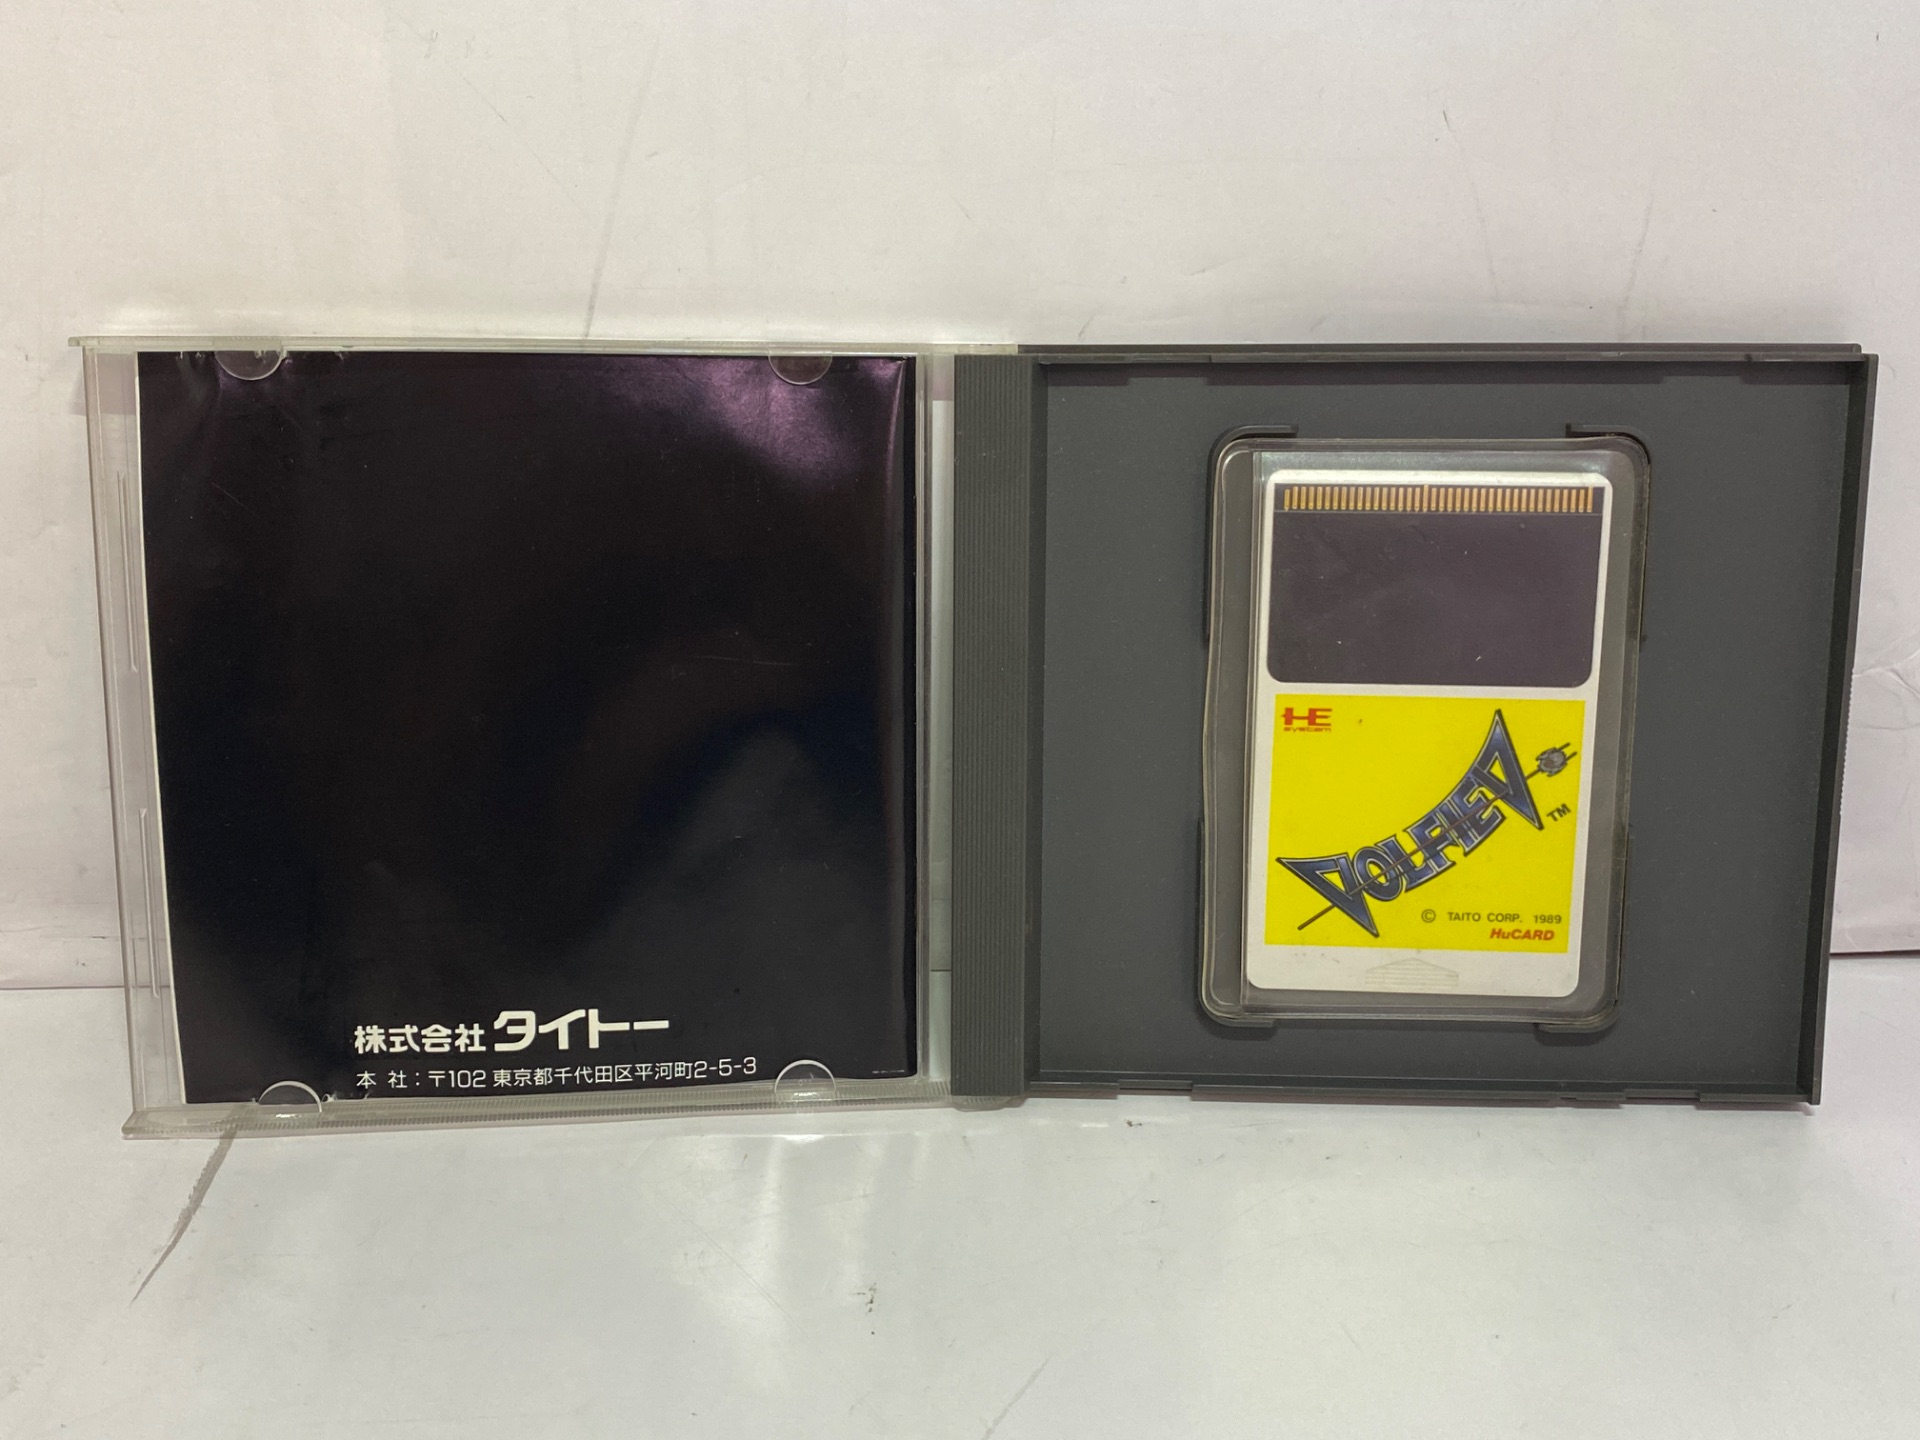 株式会社 タイトー
本 社：〒102 東京都千代田区平河町2-5-3
HE
system
VOLFIED
TM
© TAITO CORP. 1989
HuCARD